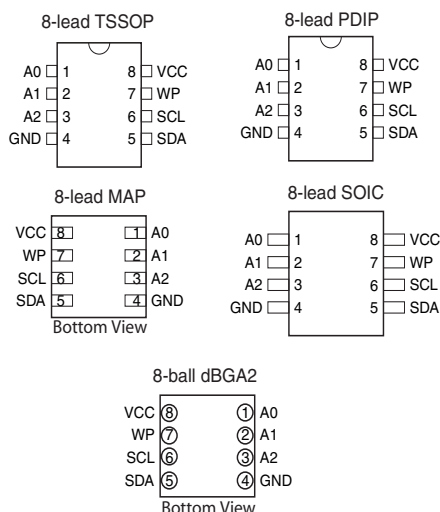 8-lead TSSOP
A0 1 8 VCC
A1 2 7 WP
A2 3 6 SCL
GND 4 5 SDA
8-lead PDIP
A0 1 8 VCC
A1 2 7 WP
A2 3 6 SCL
GND 4 5 SDA
8-lead MAP
VCC 8 1 A0
WP 7 2 A1
SCL 6 3 A2
SDA 5 4 GND
Bottom View
8-lead SOIC
A0 1 8 VCC
A1 2 7 WP
A2 3 6 SCL
GND 4 5 SDA
8-ball dBGA2
VCC 8 1 A0
WP 7 2 A1
SCL 6 3 A2
SDA 5 4 GND
Bottom View